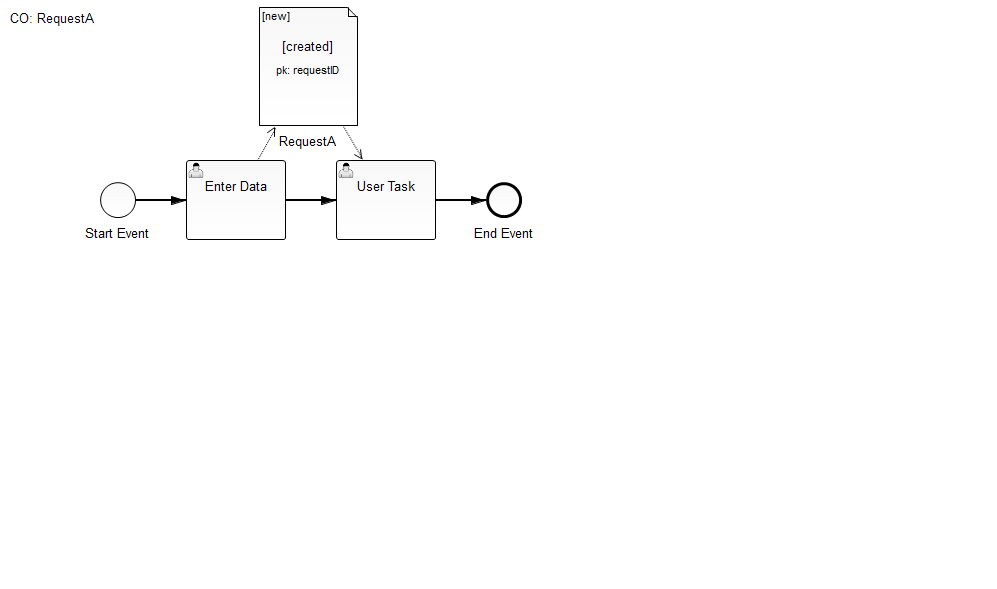 CO: RequestA
[new]
[created]
pk: requestID
RequestA
Enter Data
User Task
Start Event
End Event